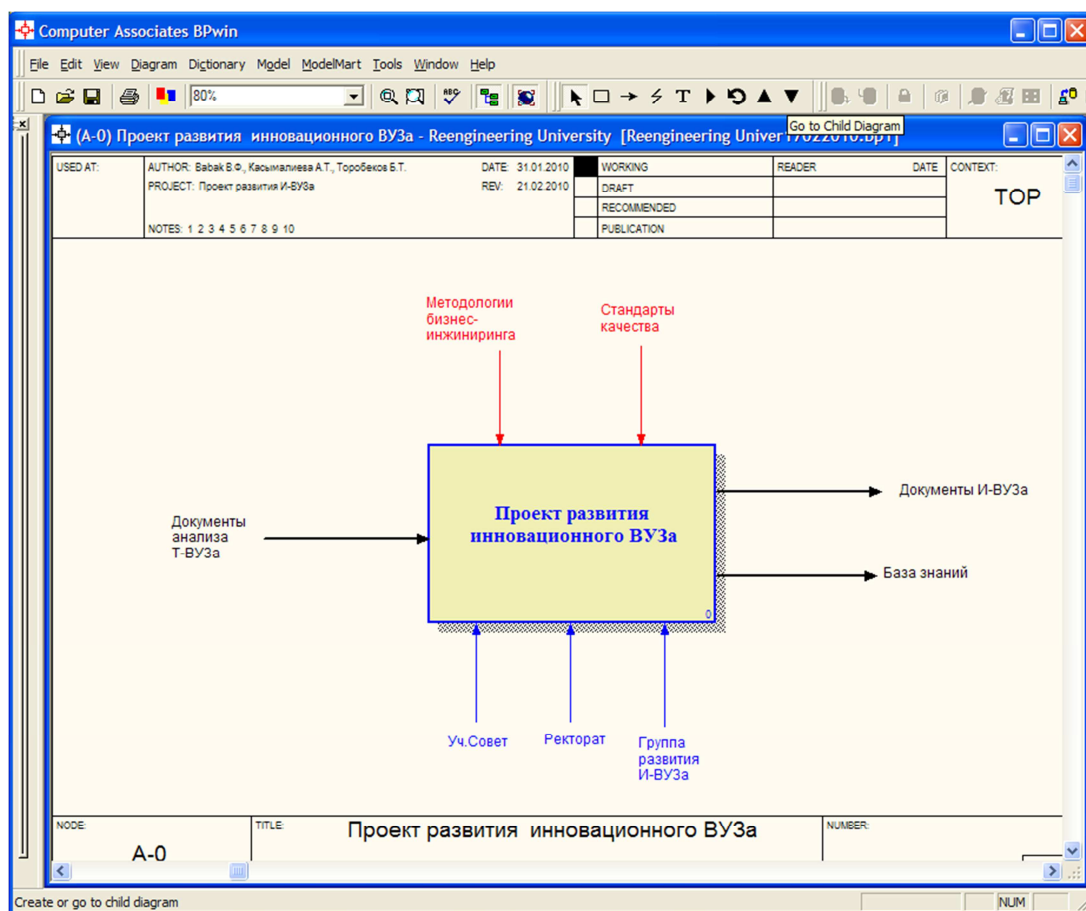 Computer Associates BPwin
File Edit View Diagram Dictionary Model ModelMart Tools Window Help
80%
ABC
T
Go to Child Diagram
(A-0) Проект развития инновационного ВУЗа - Reengineering University [Reengineering Univer
USED AT:
AUTHOR: Babak В.Ф., Касымалиева А.Т., Торобеков Б.Т.
DATE: 31.01.2010
WORKING
READER
DATE
CONTEXT:
PROJECT: Проект развития И-ВУЗа
REV: 21.02.2010
DRAFT
TOP
RECOMMENDED
NOTES: 1 2 3 4 5 6 7 8 9 10
PUBLICATION
Методологии
бизнес-
инжиниринга
Стандарты
качества
Проект развития
инновационного ВУЗа
0
Документы
анализа
Т-ВУЗа
Документы И-ВУЗа
База знаний
Уч.Совет
Ректорат
Группа
развития
И-ВУЗа
NODE:
A-0
TITLE:
Проект развития инновационного ВУЗа
NUMBER:
Create or go to child diagram
NUM